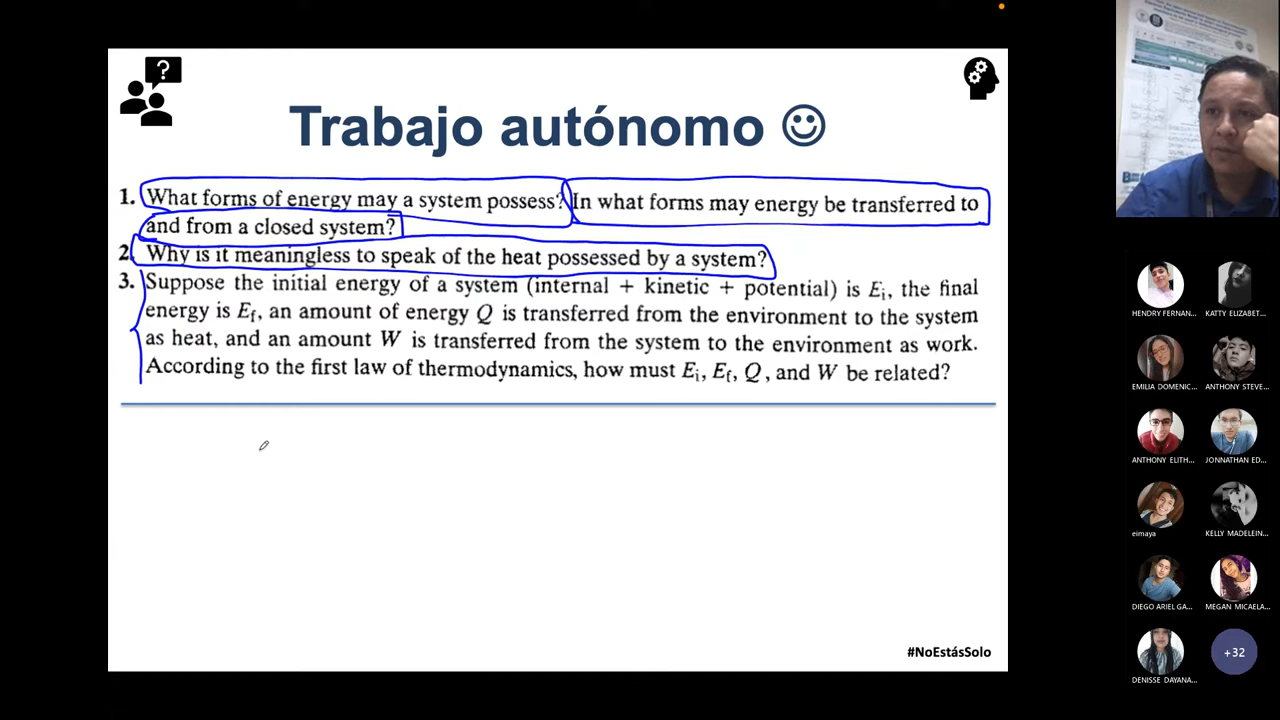 ?
Trabajo autónomo ☺
1. What forms of energy may a system possess? In what forms may energy be transferred to
and from a closed system?
2. Why is it meaningless to speak of the heat possessed by a system?
3. Suppose the initial energy of a system (internal + kinetic + potential) is Ei, the final
energy is Ef, an amount of energy Q is transferred from the environment to the system
as heat, and an amount W is transferred from the system to the environment as work.
According to the first law of thermodynamics, how must Ei, Ef, Q, and W be related?
#NoEstásSolo
HENDRY FERNAN...
KATTY ELIZABET...
EMILIA DOMENIC...
ANTHONY STEVE...
ANTHONY ELITH...
JONNATHAN ED...
eimaya
KELLY MADELEIN...
DIEGO ARIEL GA...
MEGAN MICAELA...
DENISSE DAYANA...
+32